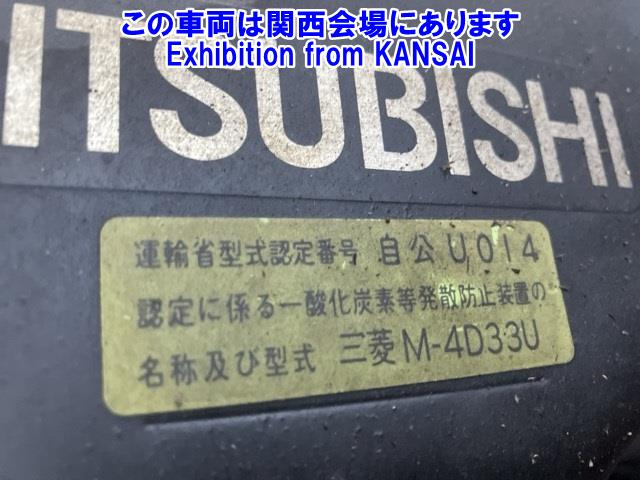 この車両は関西会場にあります
Exhibition from KANSAI
ITSUBISHI
運輸省型式認定番号 自公U014
認定に係る一酸化炭素等発散防止装置の
名称及び型式 三菱 M-4D33U